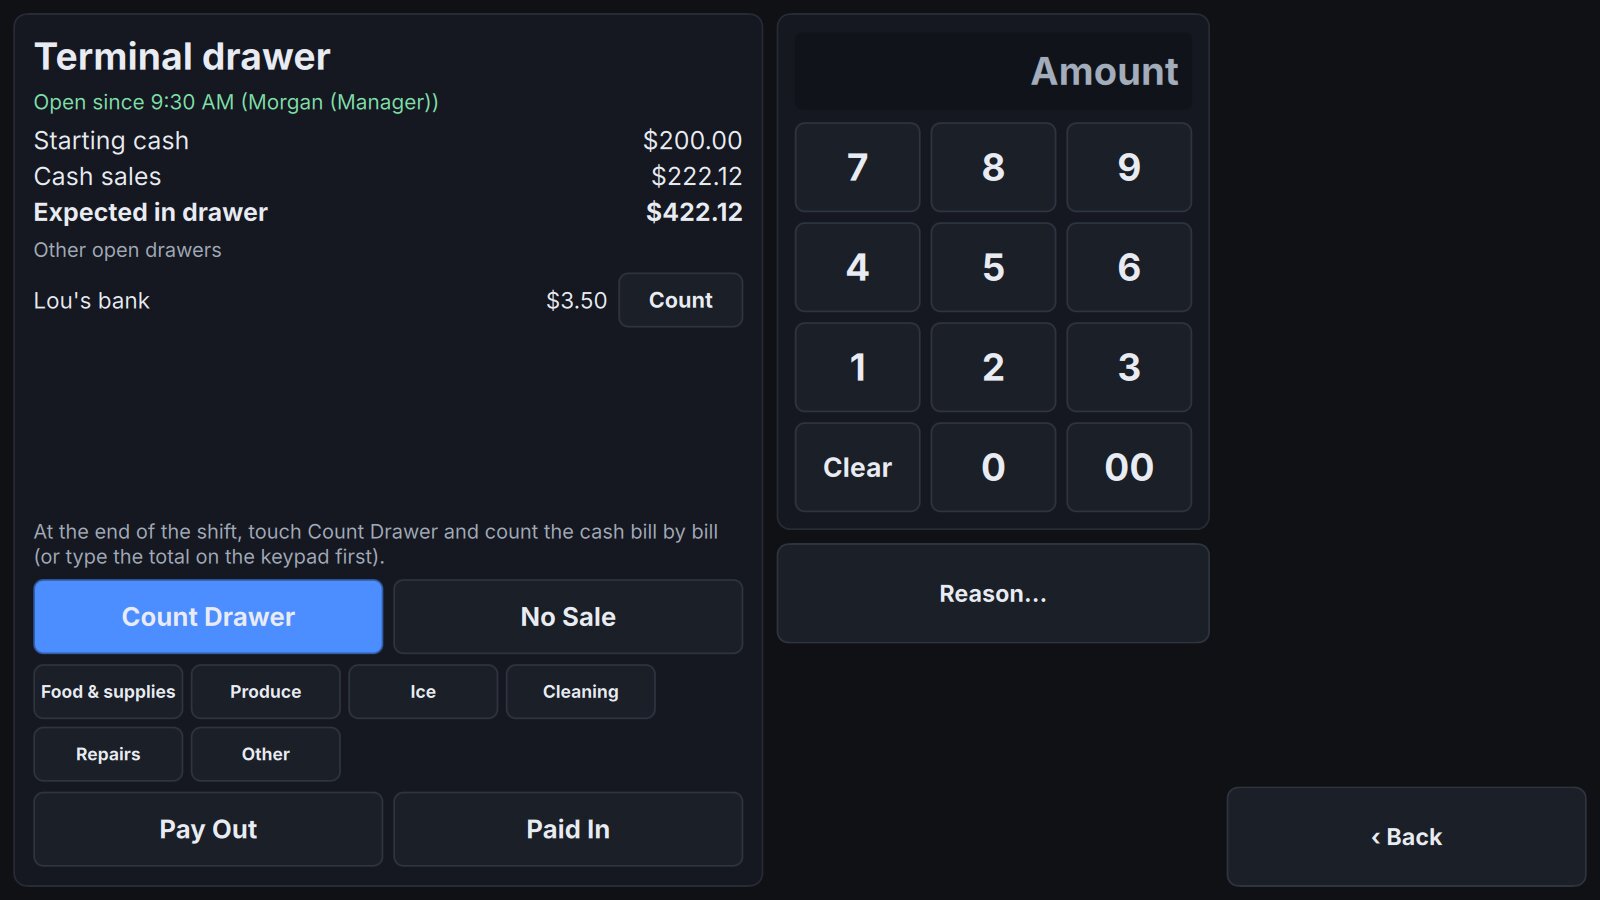 Terminal drawer
Open since 9:30 AM (Morgan (Manager))
Starting cash $200.00
Cash sales $222.12
Expected in drawer $422.12
Other open drawers
Lou's bank $3.50 Count
At the end of the shift, touch Count Drawer and count the cash bill by bill
(or type the total on the keypad first).
Count Drawer No Sale
Food & supplies Produce Ice Cleaning
Repairs Other
Pay Out Paid In
Amount
7 8 9
4 5 6
1 2 3
Clear 0 00
Reason...
‹ Back